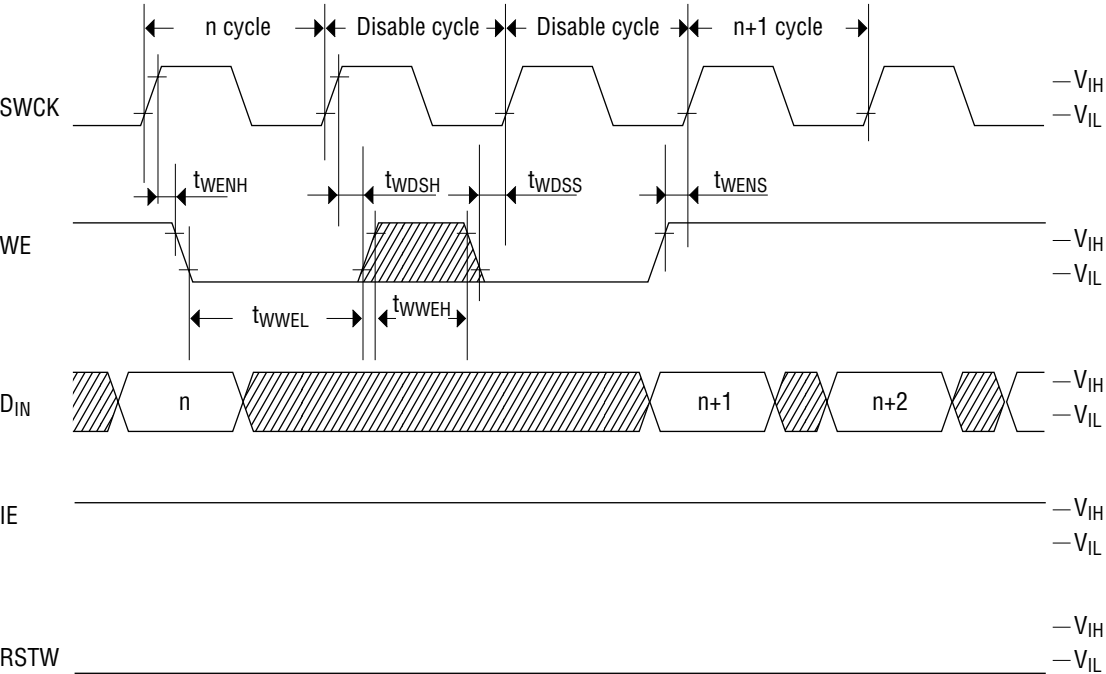 n cycle Disable cycle Disable cycle n+1 cycle
SWCK
VIH
VIL
tWENH tWDSH tWDSS tWENS
WE
VIH
VIL
tWWEL tWWEH
DIN
n n+1 n+2
VIH
VIL
IE
VIH
VIL
RSTW
VIH
VIL